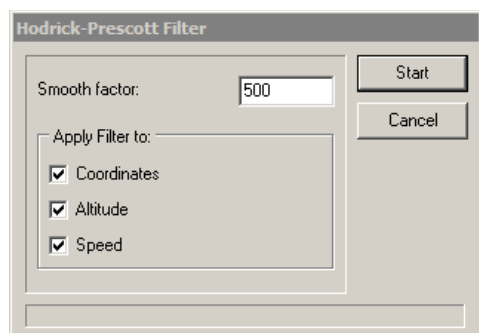 Hodrick-Prescott Filter
Smooth factor: 500
Start
Cancel
Apply Filter to:
Coordinates
Altitude
Speed